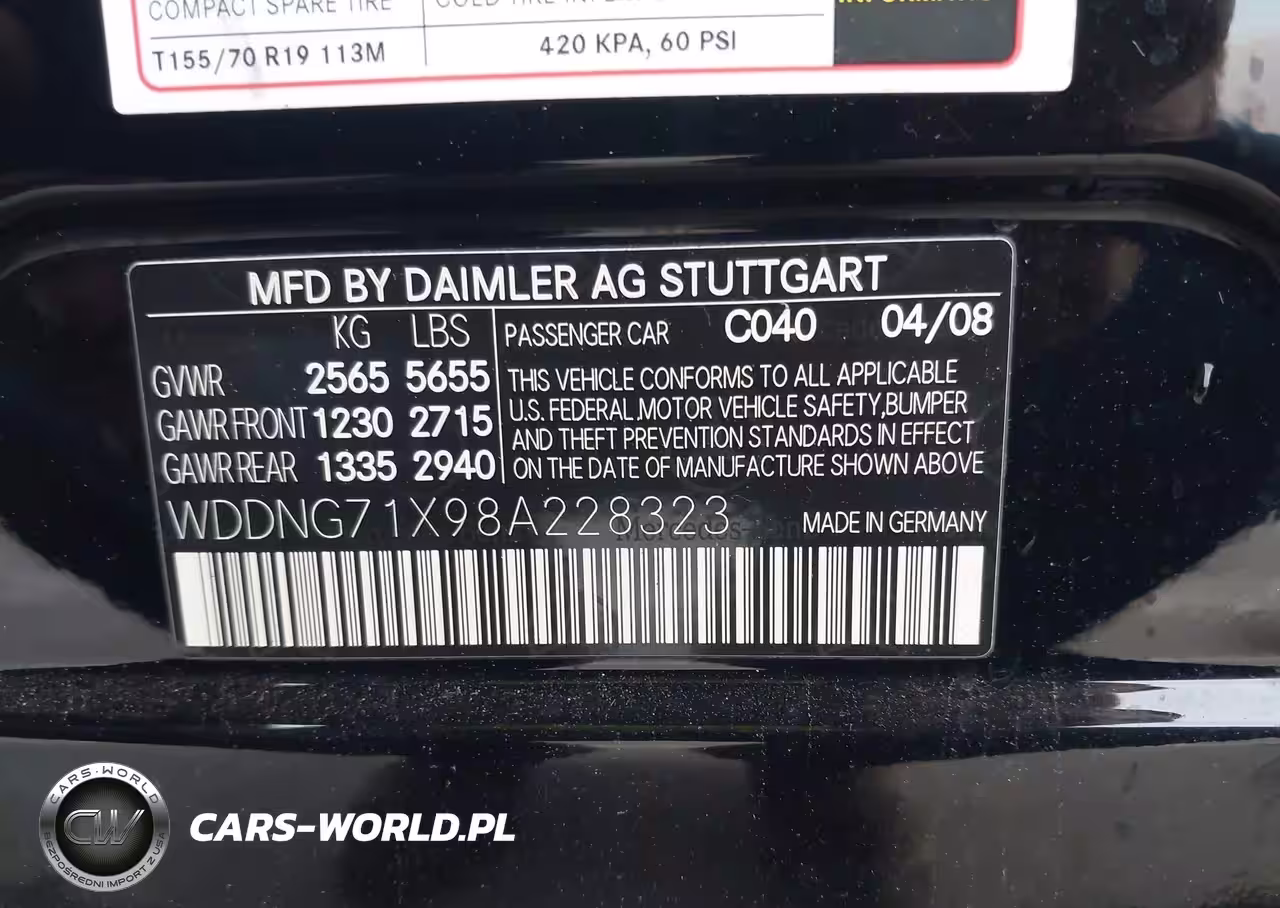 COMPACT SPARE TIRE
T155/70 R19 113M 420 KPA, 60 PSI
MFD BY DAIMLER AG STUTTGART
KG LBS PASSENGER CAR C040 04/08
GVWR 2565 5655 THIS VEHICLE CONFORMS TO ALL APPLICABLE
GAWR FRONT 1230 2715 U.S. FEDERAL MOTOR VEHICLE SAFETY, BUMPER
AND THEFT PREVENTION STANDARDS IN EFFECT
GAWR REAR 1335 2940 ON THE DATE OF MANUFACTURE SHOWN ABOVE
WDDNG71X98A228323 MADE IN GERMANY
CARS-WORLD
CW
BEZPOŚREDNI IMPORT Z USA
CARS-WORLD.PL